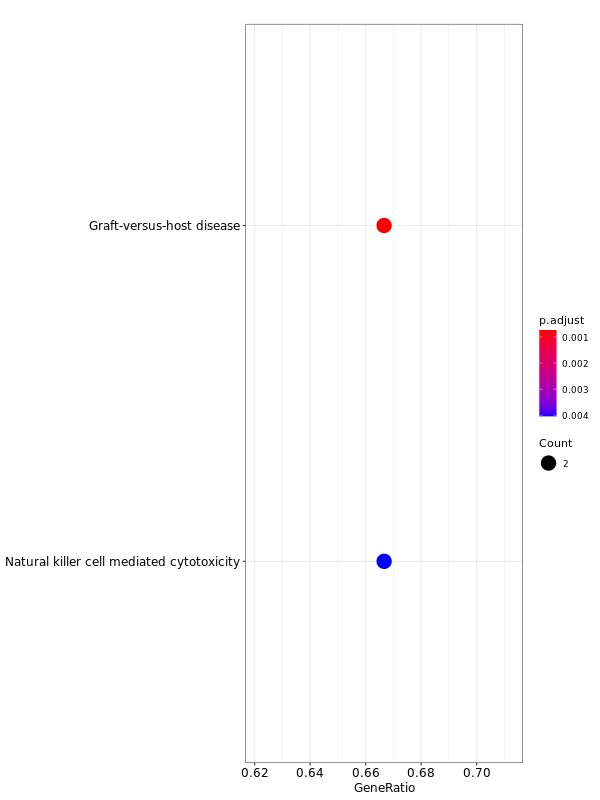 Graft-versus-host disease
Natural killer cell mediated cytotoxicity
0.62 0.64 0.66 0.68 0.70
GeneRatio
p.adjust
0.001
0.002
0.003
0.004
Count
2